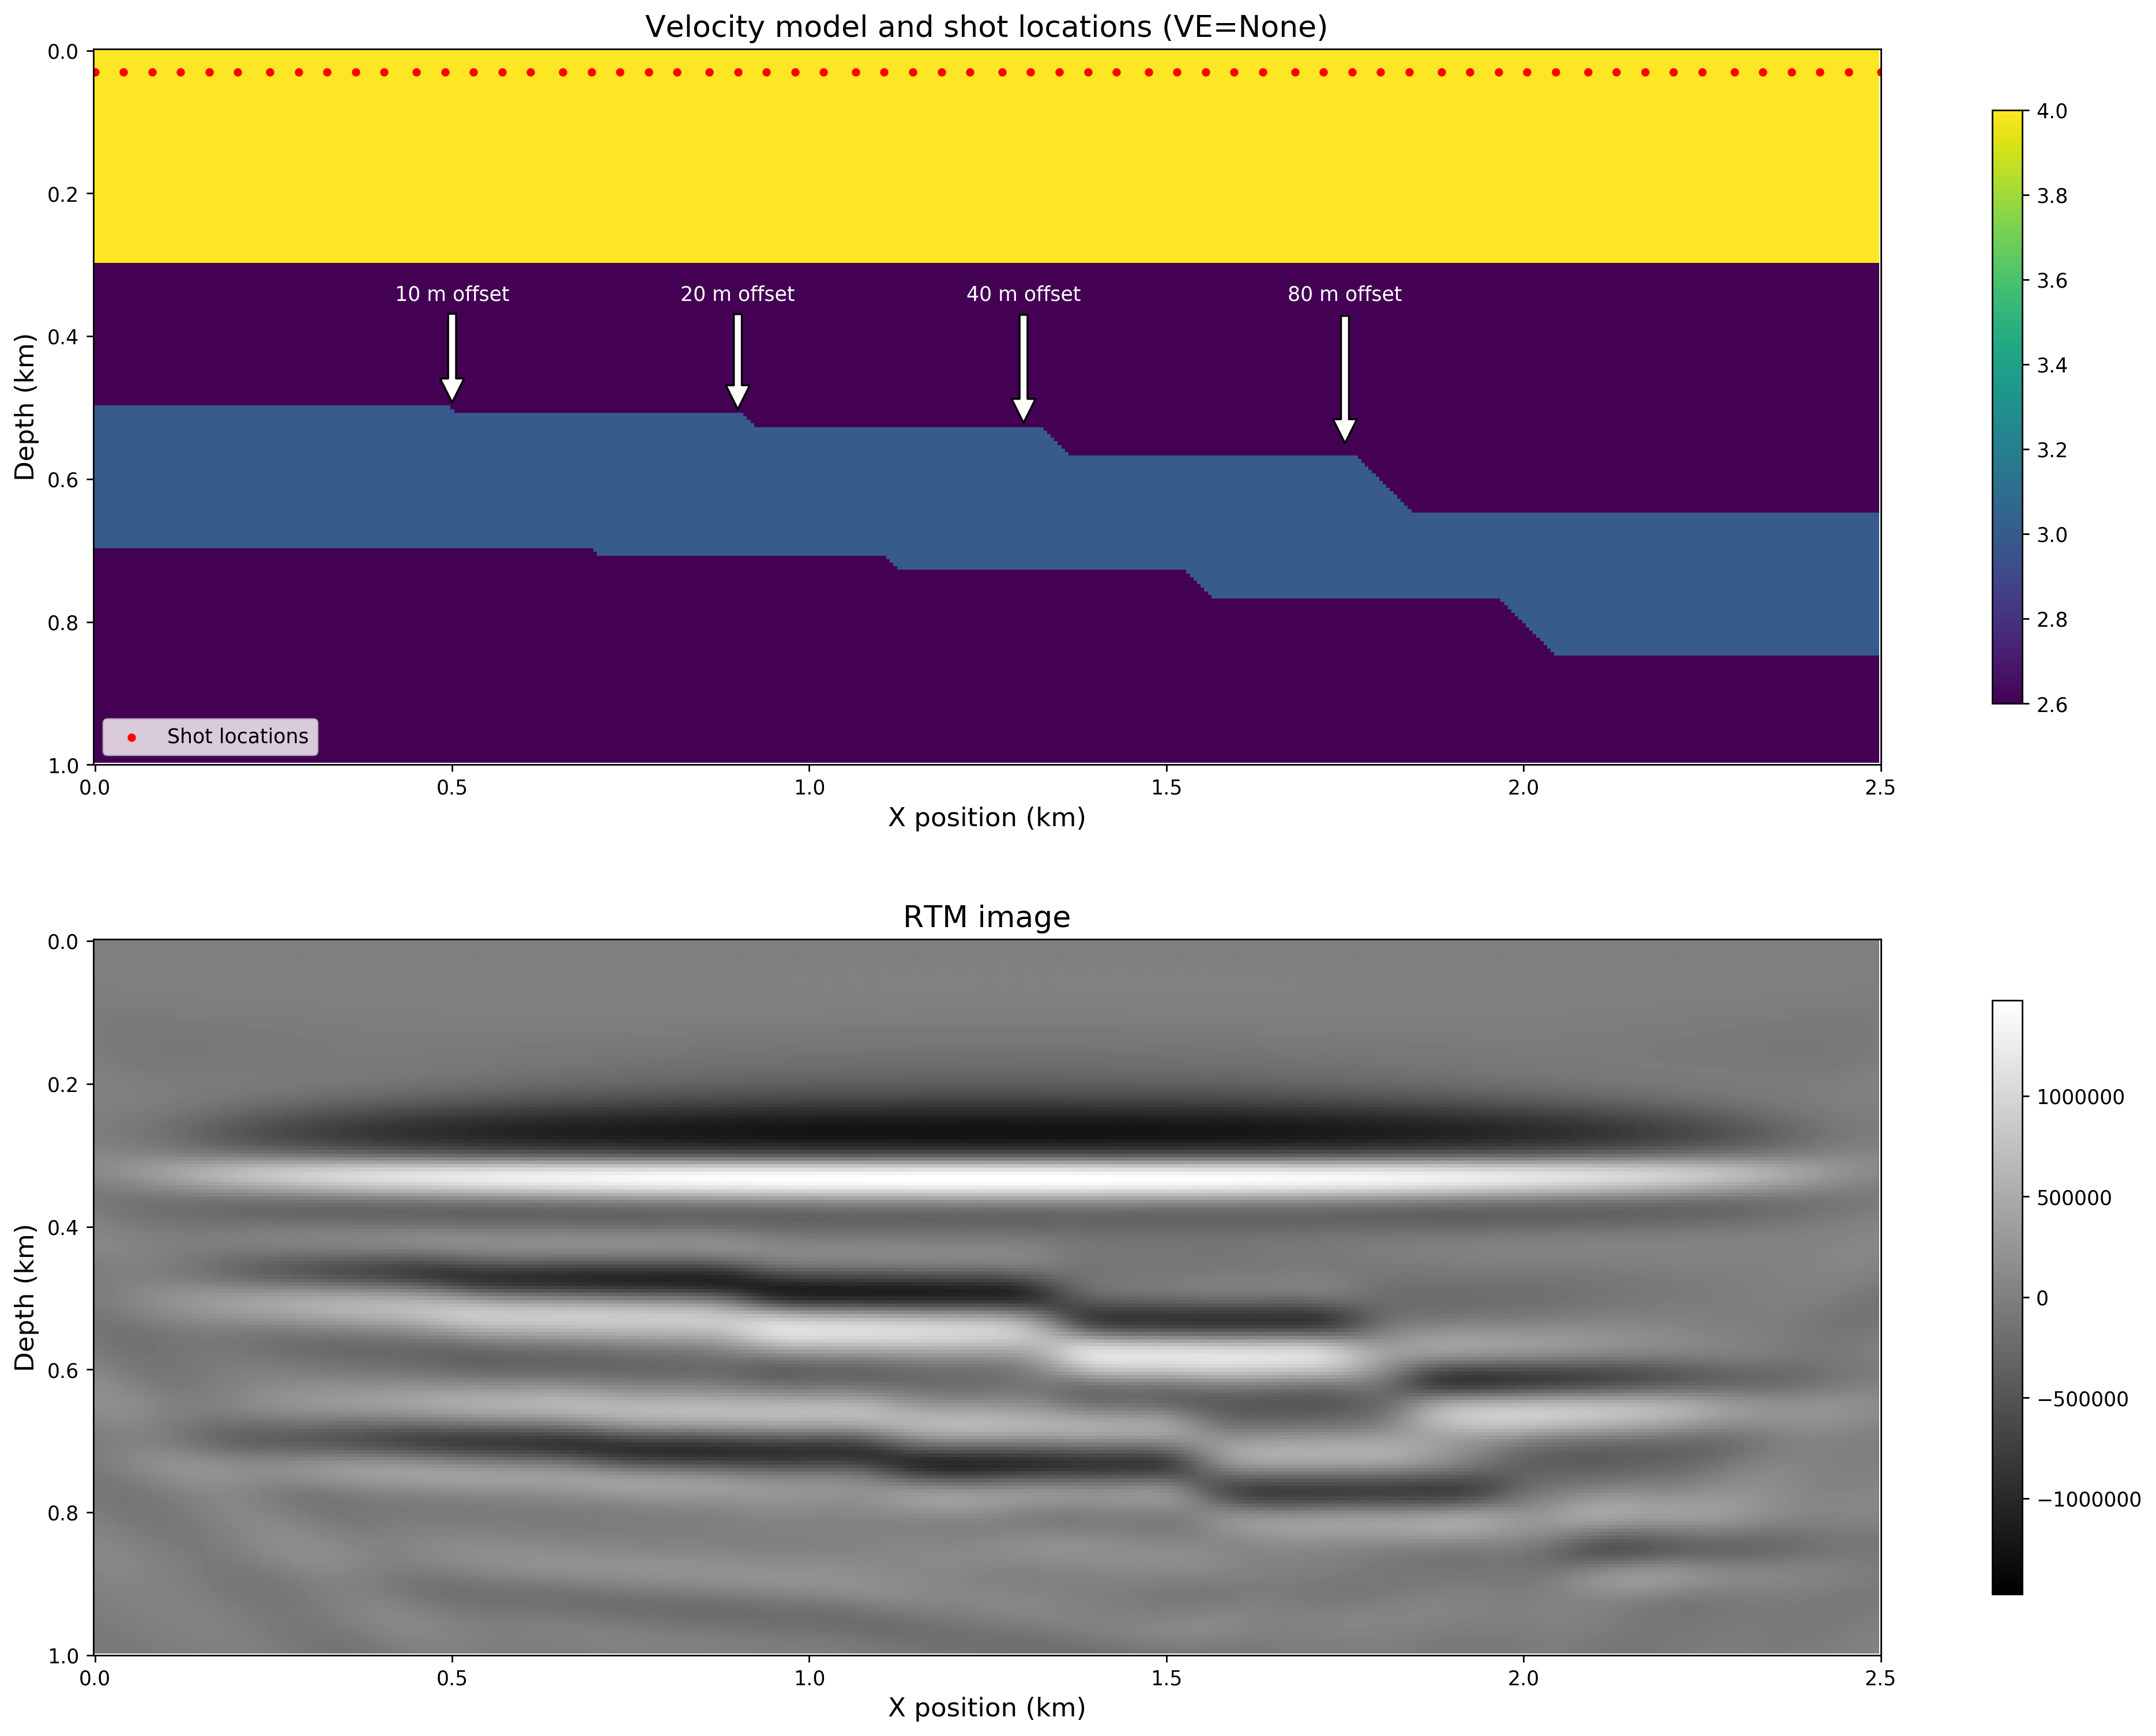 Velocity model and shot locations (VE=None)
0.0
0.2
0.4
0.6
0.8
1.0
Depth (km)
10 m offset 20 m offset 40 m offset 80 m offset
Shot locations
0.0 0.5 1.0 1.5 2.0 2.5
X position (km)
4.0
3.8
3.6
3.4
3.2
3.0
2.8
2.6
RTM image
0.0
0.2
0.4
0.6
0.8
1.0
Depth (km)
0.0 0.5 1.0 1.5 2.0 2.5
X position (km)
1000000
500000
0
−500000
−1000000